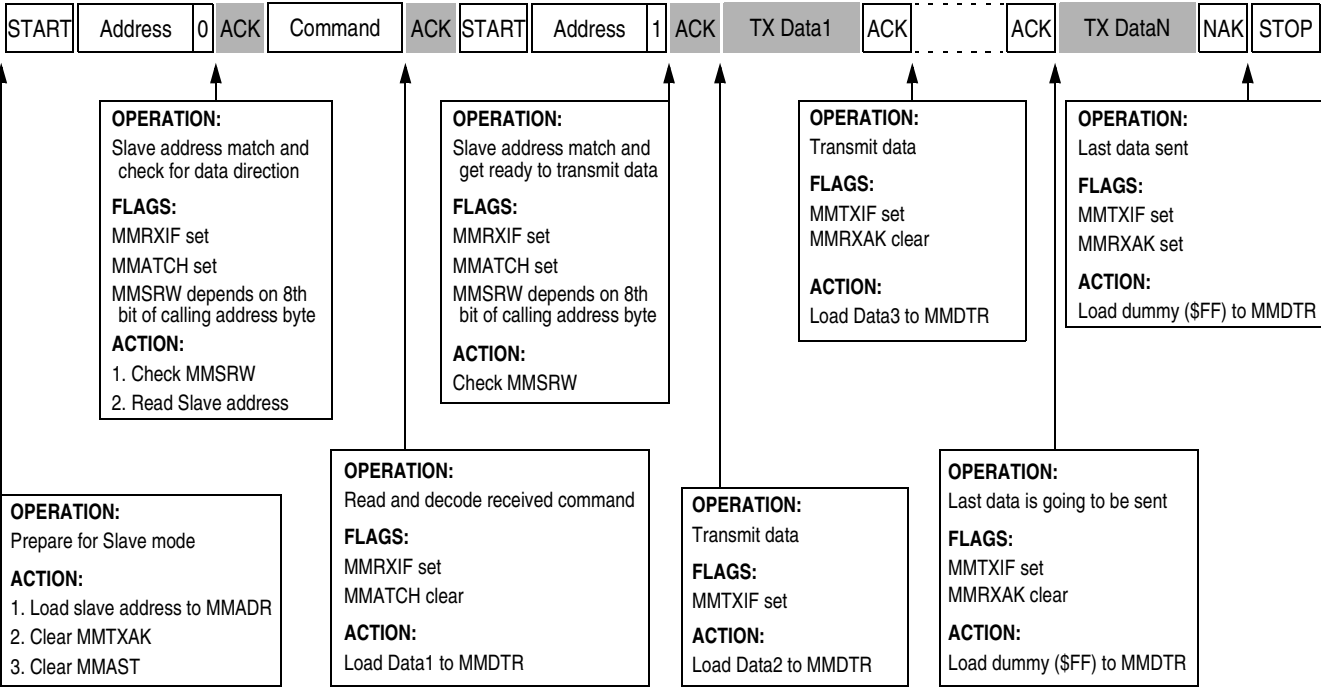 START Address 0 ACK Command ACK START Address 1 ACK TX Data1 ACK ACK TX DataN NAK STOP
OPERATION:
Slave address match and
check for data direction
FLAGS:
MMRXIF set
MMATCH set
MMSRW depends on 8th
bit of calling address byte
ACTION:
1. Check MMSRW
2. Read Slave address
OPERATION:
Slave address match and
get ready to transmit data
FLAGS:
MMRXIF set
MMATCH set
MMSRW depends on 8th
bit of calling address byte
ACTION:
Check MMSRW
OPERATION:
Transmit data
FLAGS:
MMTXIF set
MMRXAK clear
ACTION:
Load Data3 to MMDTR
OPERATION:
Last data sent
FLAGS:
MMTXIF set
MMRXAK set
ACTION:
Load dummy ($FF) to MMDTR
OPERATION:
Prepare for Slave mode
ACTION:
1. Load slave address to MMADR
2. Clear MMTXAK
3. Clear MMAST
OPERATION:
Read and decode received command
FLAGS:
MMRXIF set
MMATCH clear
ACTION:
Load Data1 to MMDTR
OPERATION:
Transmit data
FLAGS:
MMTXIF set
ACTION:
Load Data2 to MMDTR
OPERATION:
Last data is going to be sent
FLAGS:
MMTXIF set
MMRXAK clear
ACTION:
Load dummy ($FF) to MMDTR